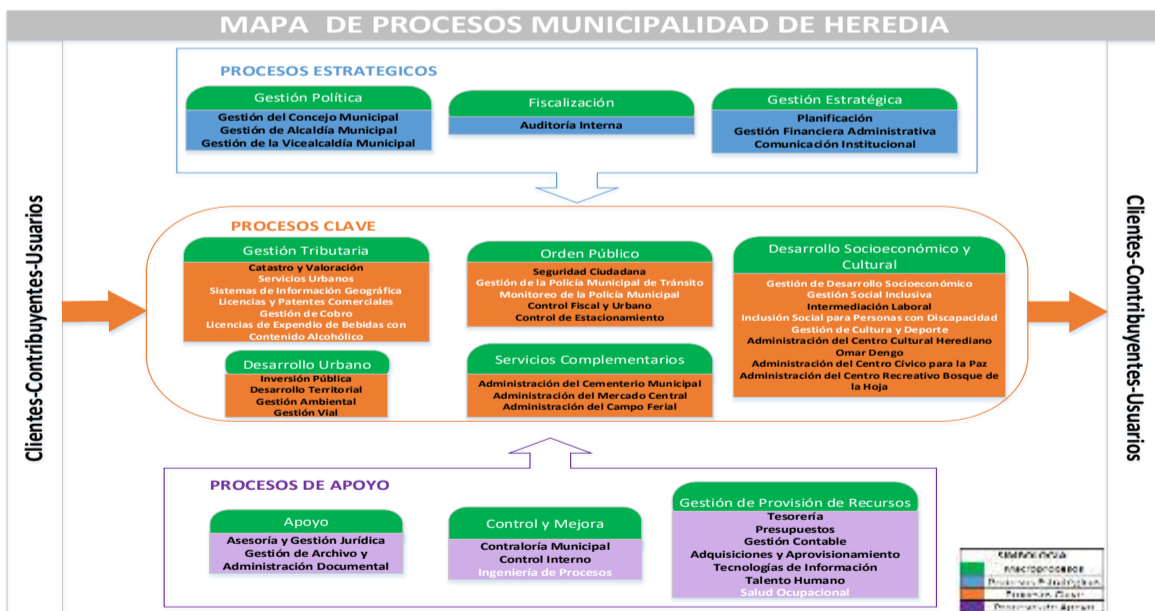 MAPA DE PROCESOS MUNICIPALIDAD DE HEREDIA
Clientes-Contribuyentes-Usuarios
PROCESOS ESTRATEGICOS
Gestión Política
Gestión del Concejo Municipal
Gestión de Alcaldía Municipal
Gestión de la Vicealcaldía Municipal
Fiscalización
Auditoría Interna
Gestión Estratégica
Planificación
Gestión Financiera Administrativa
Comunicación Institucional
PROCESOS CLAVE
Gestión Tributaria
Catastro y Valoración
Servicios Urbanos
Sistemas de Información Geográfica
Licencias y Patentes Comerciales
Gestión de Cobro
Licencias de Expendio de Bebidas con
Contenido Alcohólico
Orden Público
Seguridad Ciudadana
Gestión de la Policía Municipal de Tránsito
Monitoreo de la Policía Municipal
Control Fiscal y Urbano
Control de Estacionamiento
Desarrollo Socioeconómico y
Cultural
Gestión de Desarrollo Socioeconómico
Gestión Social Inclusiva
Intermediación Laboral
Inclusión Social para Personas con Discapacidad
Gestión de Cultura y Deporte
Administración del Centro Cultural Herediano
Omar Dengo
Administración del Centro Cívico para la Paz
Administración del Centro Recreativo Bosque de
la Hoja
Desarrollo Urbano
Inversión Pública
Desarrollo Territorial
Gestión Ambiental
Gestión Vial
Servicios Complementarios
Administración del Cementerio Municipal
Administración del Mercado Central
Administración del Campo Ferial
PROCESOS DE APOYO
Apoyo
Asesoría y Gestión Jurídica
Gestión de Archivo y
Administración Documental
Control y Mejora
Contraloría Municipal
Control Interno
Ingeniería de Procesos
Gestión de Provisión de Recursos
Tesorería
Presupuestos
Gestión Contable
Adquisiciones y Aprovisionamiento
Tecnologías de Información
Talento Humano
Salud Ocupacional
Clientes-Contribuyentes-Usuarios
SIMBOLOGIA
Macroprocesos
Procesos Estratégicos
Procesos Clave
Procesos de Apoyo